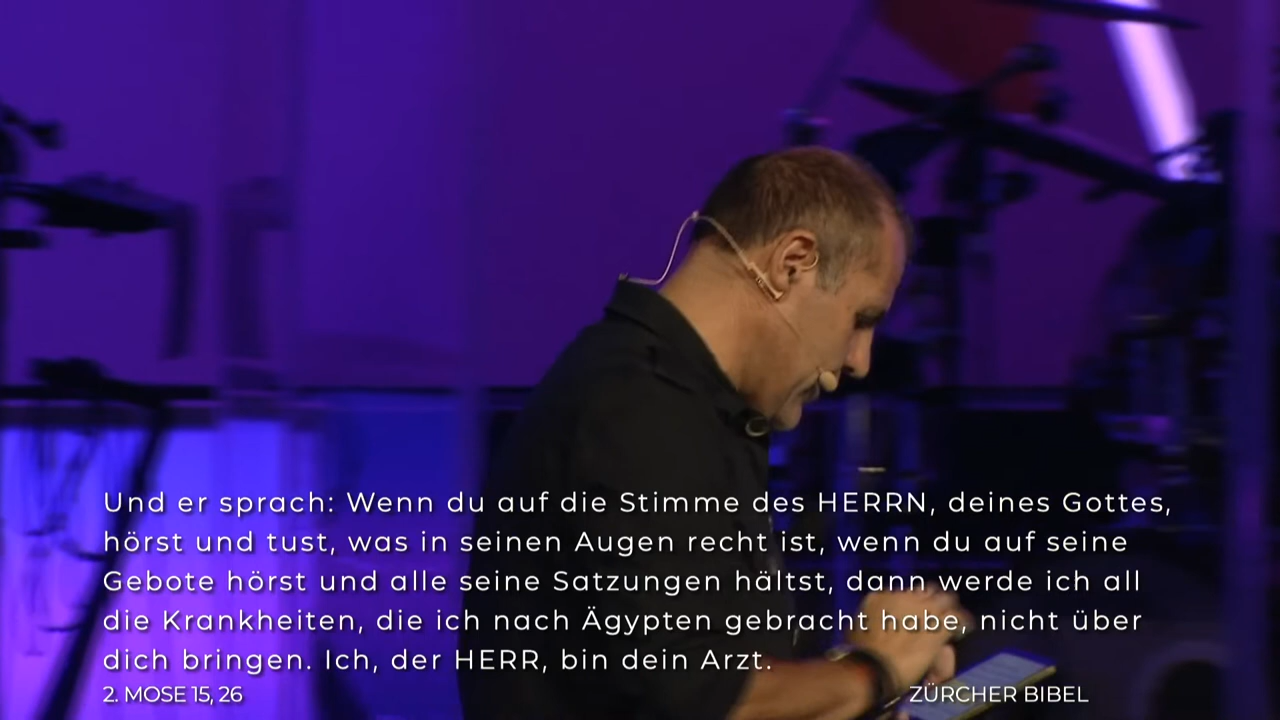 Und er sprach: Wenn du auf die Stimme des HERRN, deines Gottes,
hörst und tust, was in seinen Augen recht ist, wenn du auf seine
Gebote hörst und alle seine Satzungen hältst, dann werde ich all
die Krankheiten, die ich nach Ägypten gebracht habe, nicht über
dich bringen. Ich, der HERR, bin dein Arzt.
2. MOSE 15, 26 ZÜRCHER BIBEL